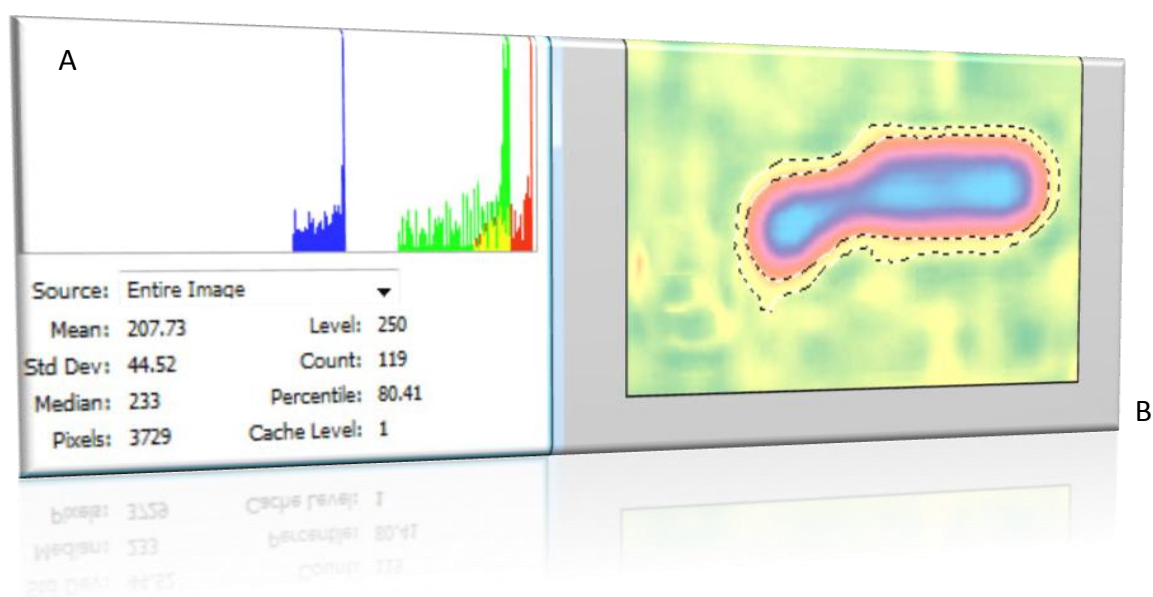 A
Source: Entire Image
Mean: 207.73 Level: 250
Std Dev: 44.52 Count: 119
Median: 233 Percentile: 80.41
Pixels: 3729 Cache Level: 1
B